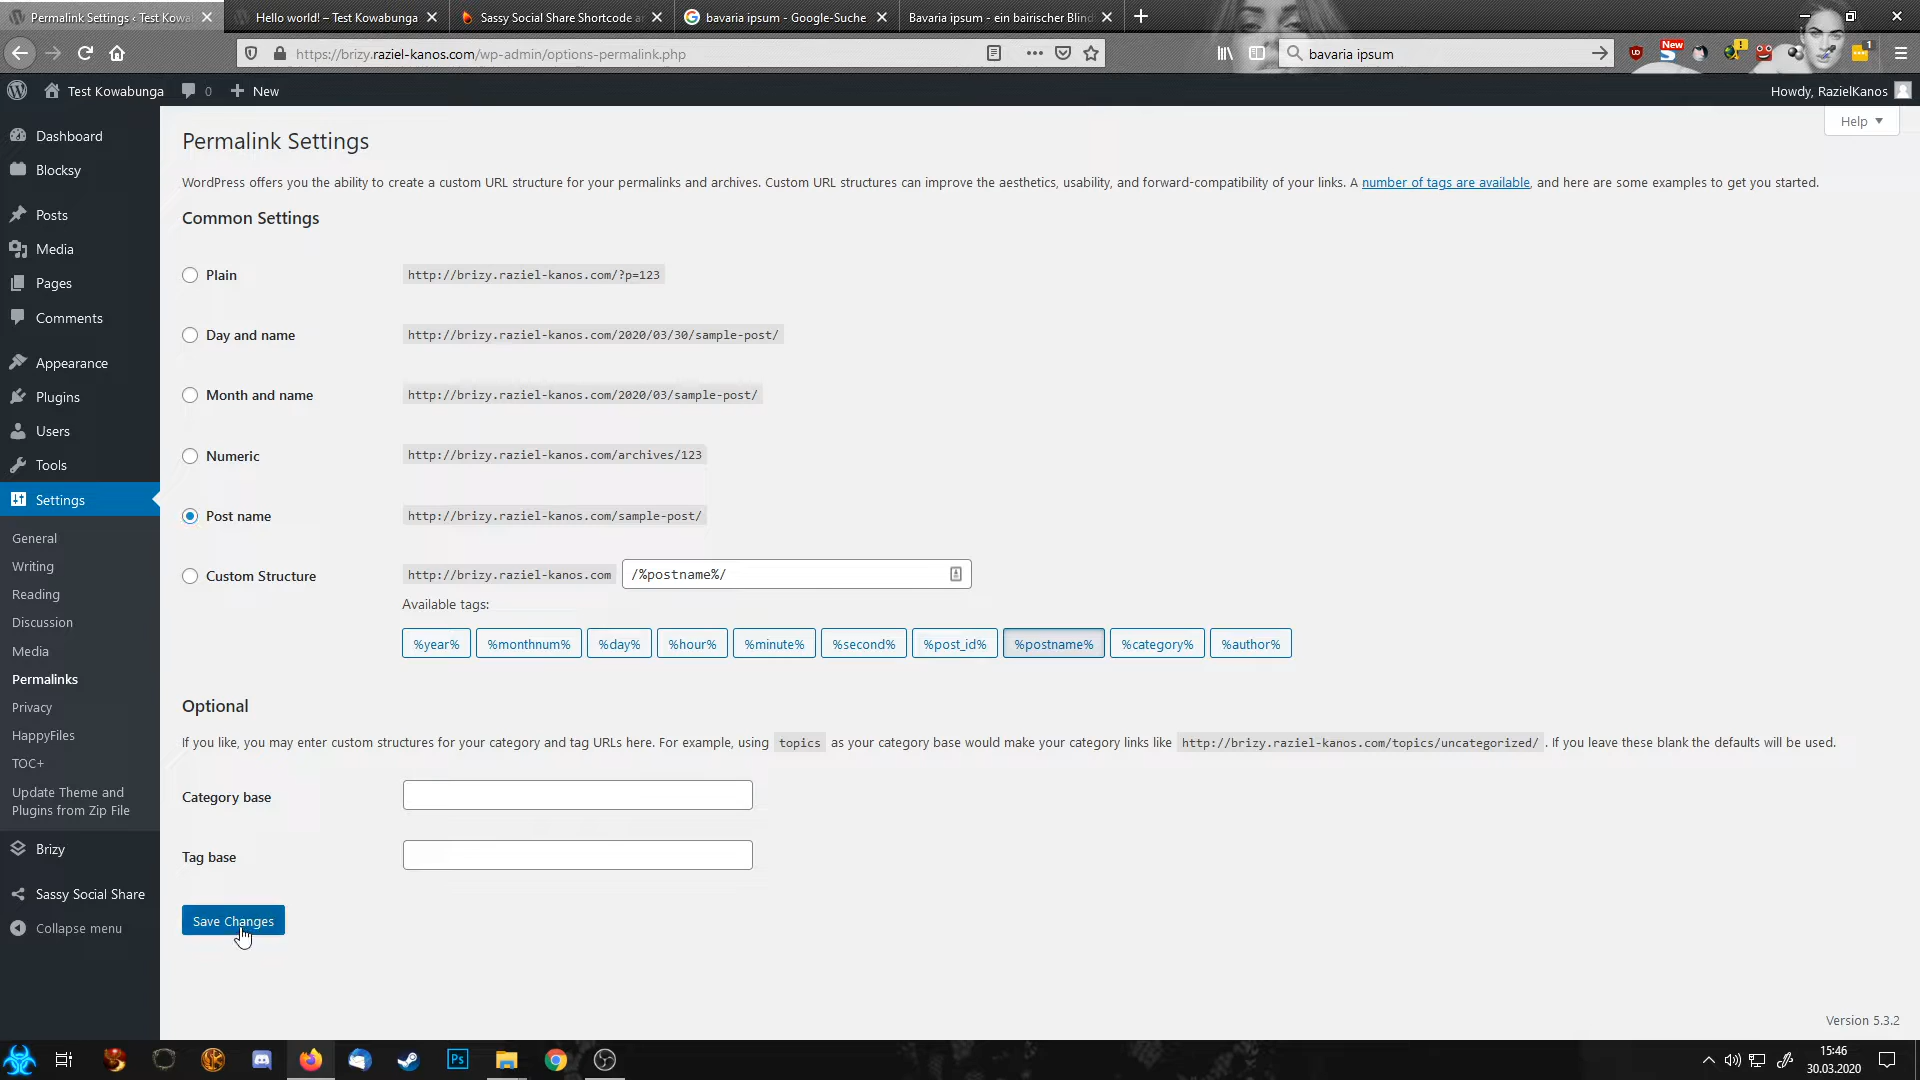 Permalink Settings ‹ Test Kowa
Hello world! – Test Kowabunga
Sassy Social Share Shortcode a
bavaria ipsum - Google-Suche
Bavaria ipsum - ein bairischer Blind
https://brizy.raziel-kanos.com/wp-admin/options-permalink.php
bavaria ipsum
New
1
Test Kowabunga
0
New
Howdy, RazielKanos
Help
Dashboard
Blocksy
Posts
Media
Pages
Comments
Appearance
Plugins
Users
Tools
Settings
General
Writing
Reading
Discussion
Media
Permalinks
Privacy
HappyFiles
TOC+
Update Theme and
Plugins from Zip File
Brizy
Sassy Social Share
Collapse menu
Permalink Settings
WordPress offers you the ability to create a custom URL structure for your permalinks and archives. Custom URL structures can improve the aesthetics, usability, and forward-compatibility of your links. A number of tags are available, and here are some examples to get you started.
Common Settings
Plain http://brizy.raziel-kanos.com/?p=123
Day and name http://brizy.raziel-kanos.com/2020/03/30/sample-post/
Month and name http://brizy.raziel-kanos.com/2020/03/sample-post/
Numeric http://brizy.raziel-kanos.com/archives/123
Post name http://brizy.raziel-kanos.com/sample-post/
Custom Structure http://brizy.raziel-kanos.com /%postname%/
Available tags:
%year% %monthnum% %day% %hour% %minute% %second% %post_id% %postname% %category% %author%
Optional
If you like, you may enter custom structures for your category and tag URLs here. For example, using topics as your category base would make your category links like http://brizy.raziel-kanos.com/topics/uncategorized/ . If you leave these blank the defaults will be used.
Category base
Tag base
Save Changes
Version 5.3.2
Ps
15:46
30.03.2020